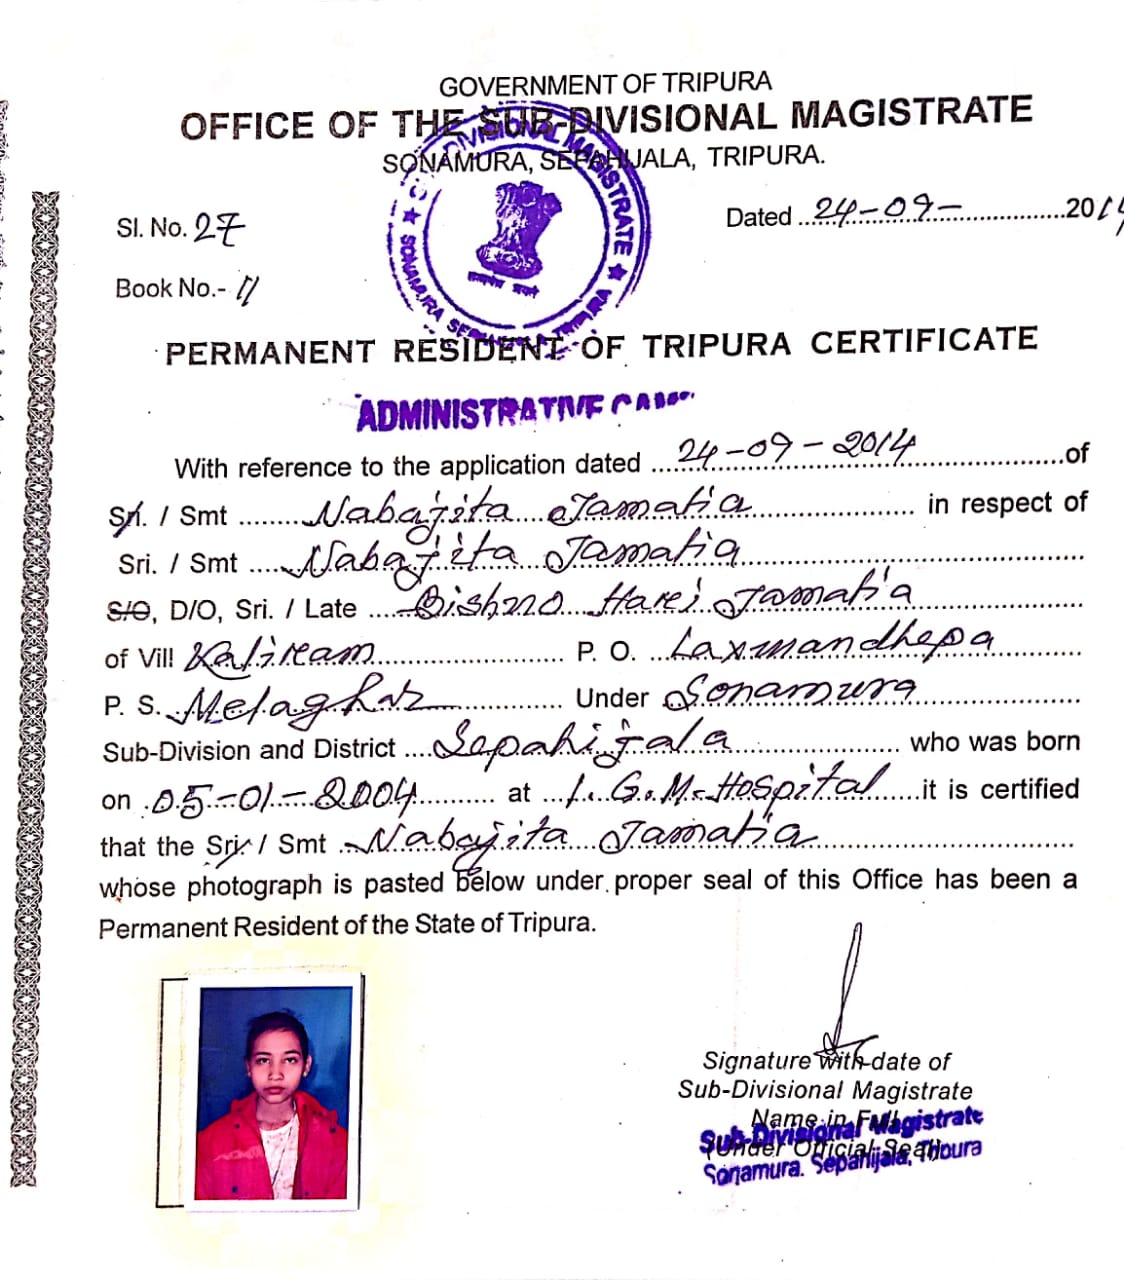 GOVERNMENT OF TRIPURA
OFFICE OF THE SUB-DIVISIONAL MAGISTRATE
SONAMURA, SEPAHIJALA, TRIPURA.
Sl. No. 27
Dated ..24-09-..................2014
Book No.- 11
SUB-DIVISIONAL MAGISTRATE ★ SONAMURA SEPAHIJALA TRIPURA ★
सत्यमेव जयते
PERMANENT RESIDENT OF TRIPURA CERTIFICATE
ADMINISTRATIVE CAMP
With reference to the application dated ....24-09-2014....................of
Sri. / Smt ........Nabajita Jamatia....................... in respect of
Sri. / Smt .....Nabajita Jamatia..............................................
S/O, D/O, Sri. / Late ....Bishno Hari Jamatia.......................
of Vill Kaliram........................... P. O. ...Laxmandhepa............
P. S. Melaghar................. Under Sonamura.......................
Sub-Division and District ....Sepahijala...................... who was born
on .05-01-2004.......... at ...I.G.M. Hospital......it is certified
that the Sri / Smt ..Nabajita Jamatia....................................
whose photograph is pasted below under proper seal of this Office has been a
Permanent Resident of the State of Tripura.
Signature with date of
Sub-Divisional Magistrate
Name in Full
(Under Official Seal)
Sub-Divisional Magistrate
Sonamura. Sepahijala, Tripura